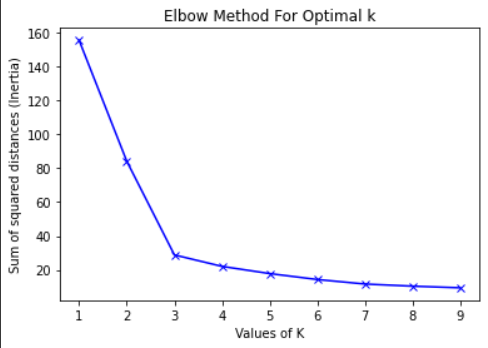 Elbow Method For Optimal k
Sum of squared distances (Inertia)
160
140
120
100
80
60
40
20
1 2 3 4 5 6 7 8 9
Values of K